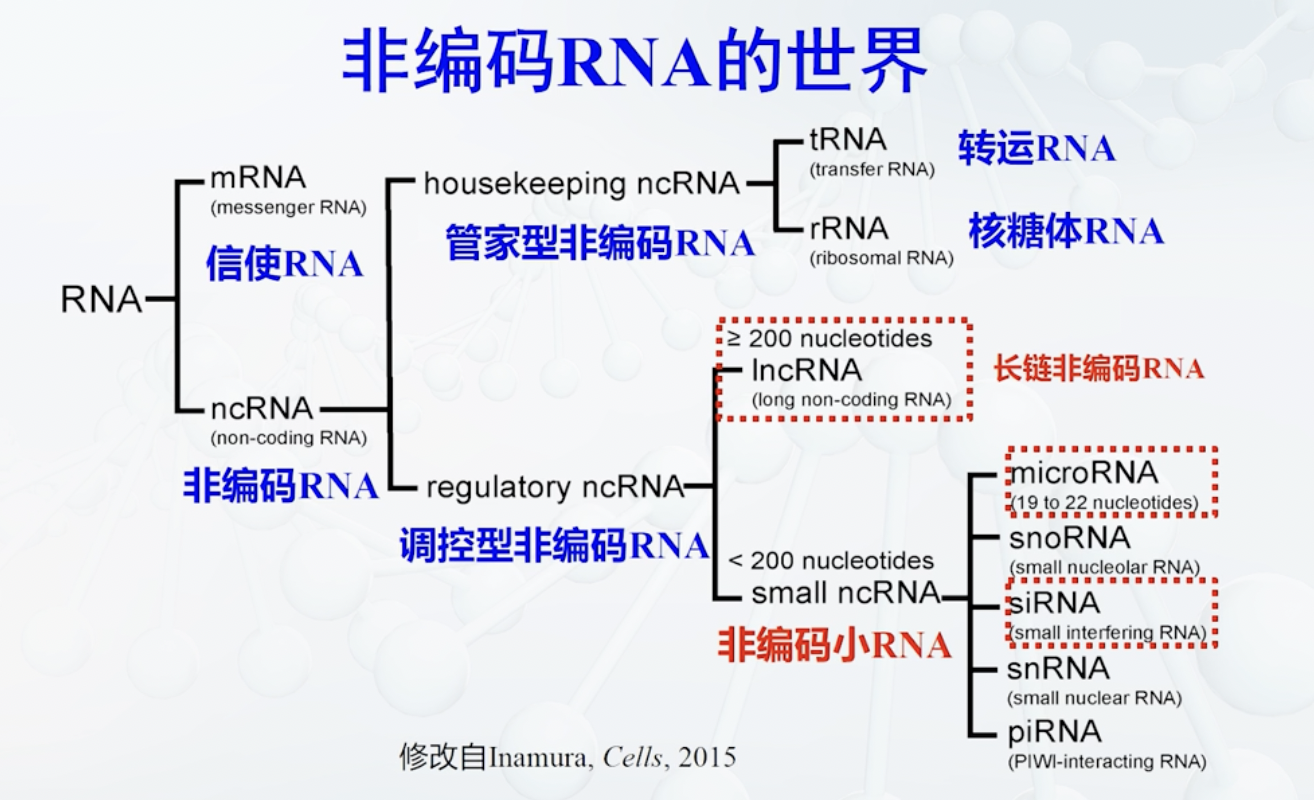 非编码RNA的世界
RNA
mRNA
(messenger RNA)
信使RNA
ncRNA
(non-coding RNA)
非编码RNA
housekeeping ncRNA
管家型非编码RNA
tRNA
(transfer RNA)
转运RNA
rRNA
(ribosomal RNA)
核糖体RNA
regulatory ncRNA
调控型非编码RNA
≥ 200 nucleotides
lncRNA
(long non-coding RNA)
长链非编码RNA
< 200 nucleotides
small ncRNA
非编码小RNA
microRNA
(19 to 22 nucleotides)
snoRNA
(small nucleolar RNA)
siRNA
(small interfering RNA)
snRNA
(small nuclear RNA)
piRNA
(PIWI-interacting RNA)
修改自Inamura, Cells, 2015